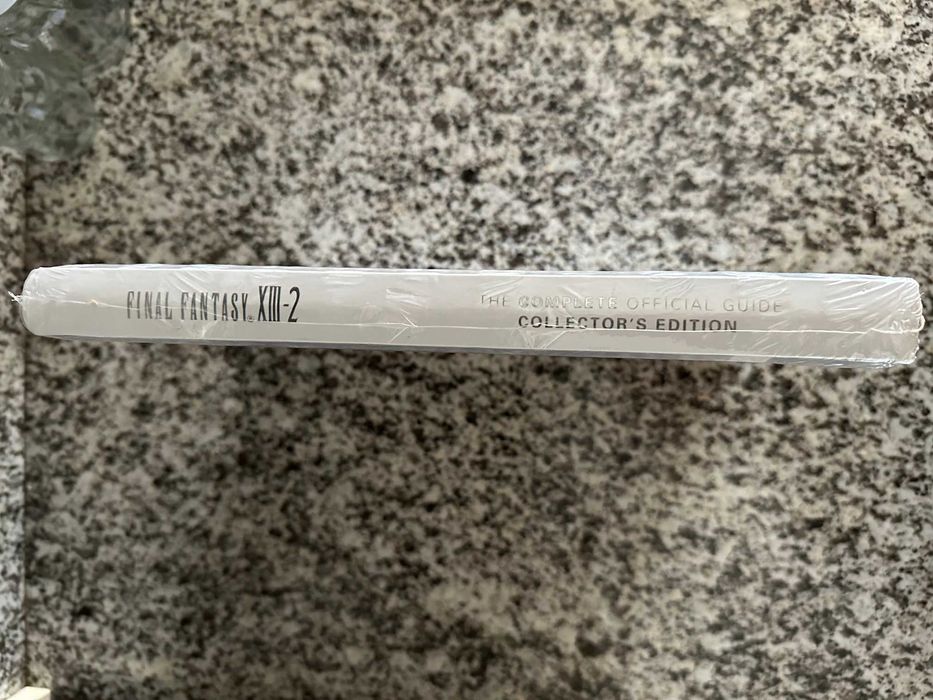 FINAL FANTASY XIII-2
THE COMPLETE OFFICIAL GUIDE
COLLECTOR'S EDITION